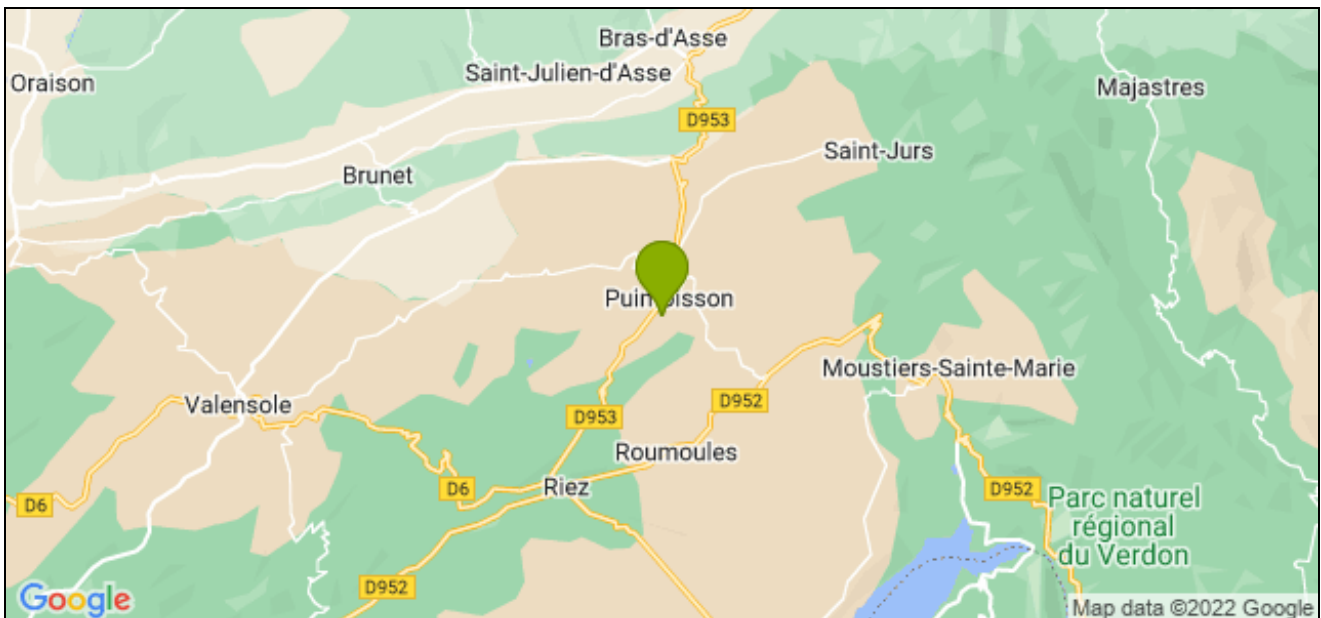 Bras-d'Asse
Saint-Julien-d'Asse
Oraison
Majastres
D953
Saint-Jurs
Brunet
Puimoisson
Moustiers-Sainte-Marie
Valensole
D952
D953
Roumoules
D6
Riez
D952
D6
Parc naturel
régional
du Verdon
D952
Google
Map data ©2022 Google